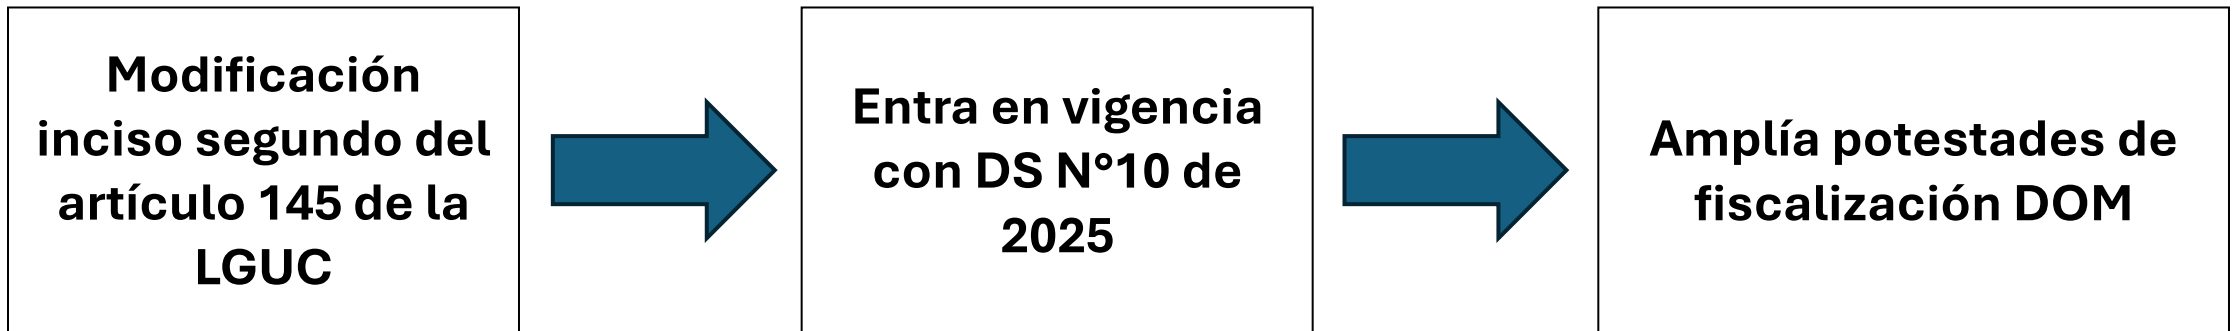 Modificación
inciso segundo del
artículo 145 de la
LGUC
Entra en vigencia
con DS N°10 de
2025
Amplía potestades de
fiscalización DOM